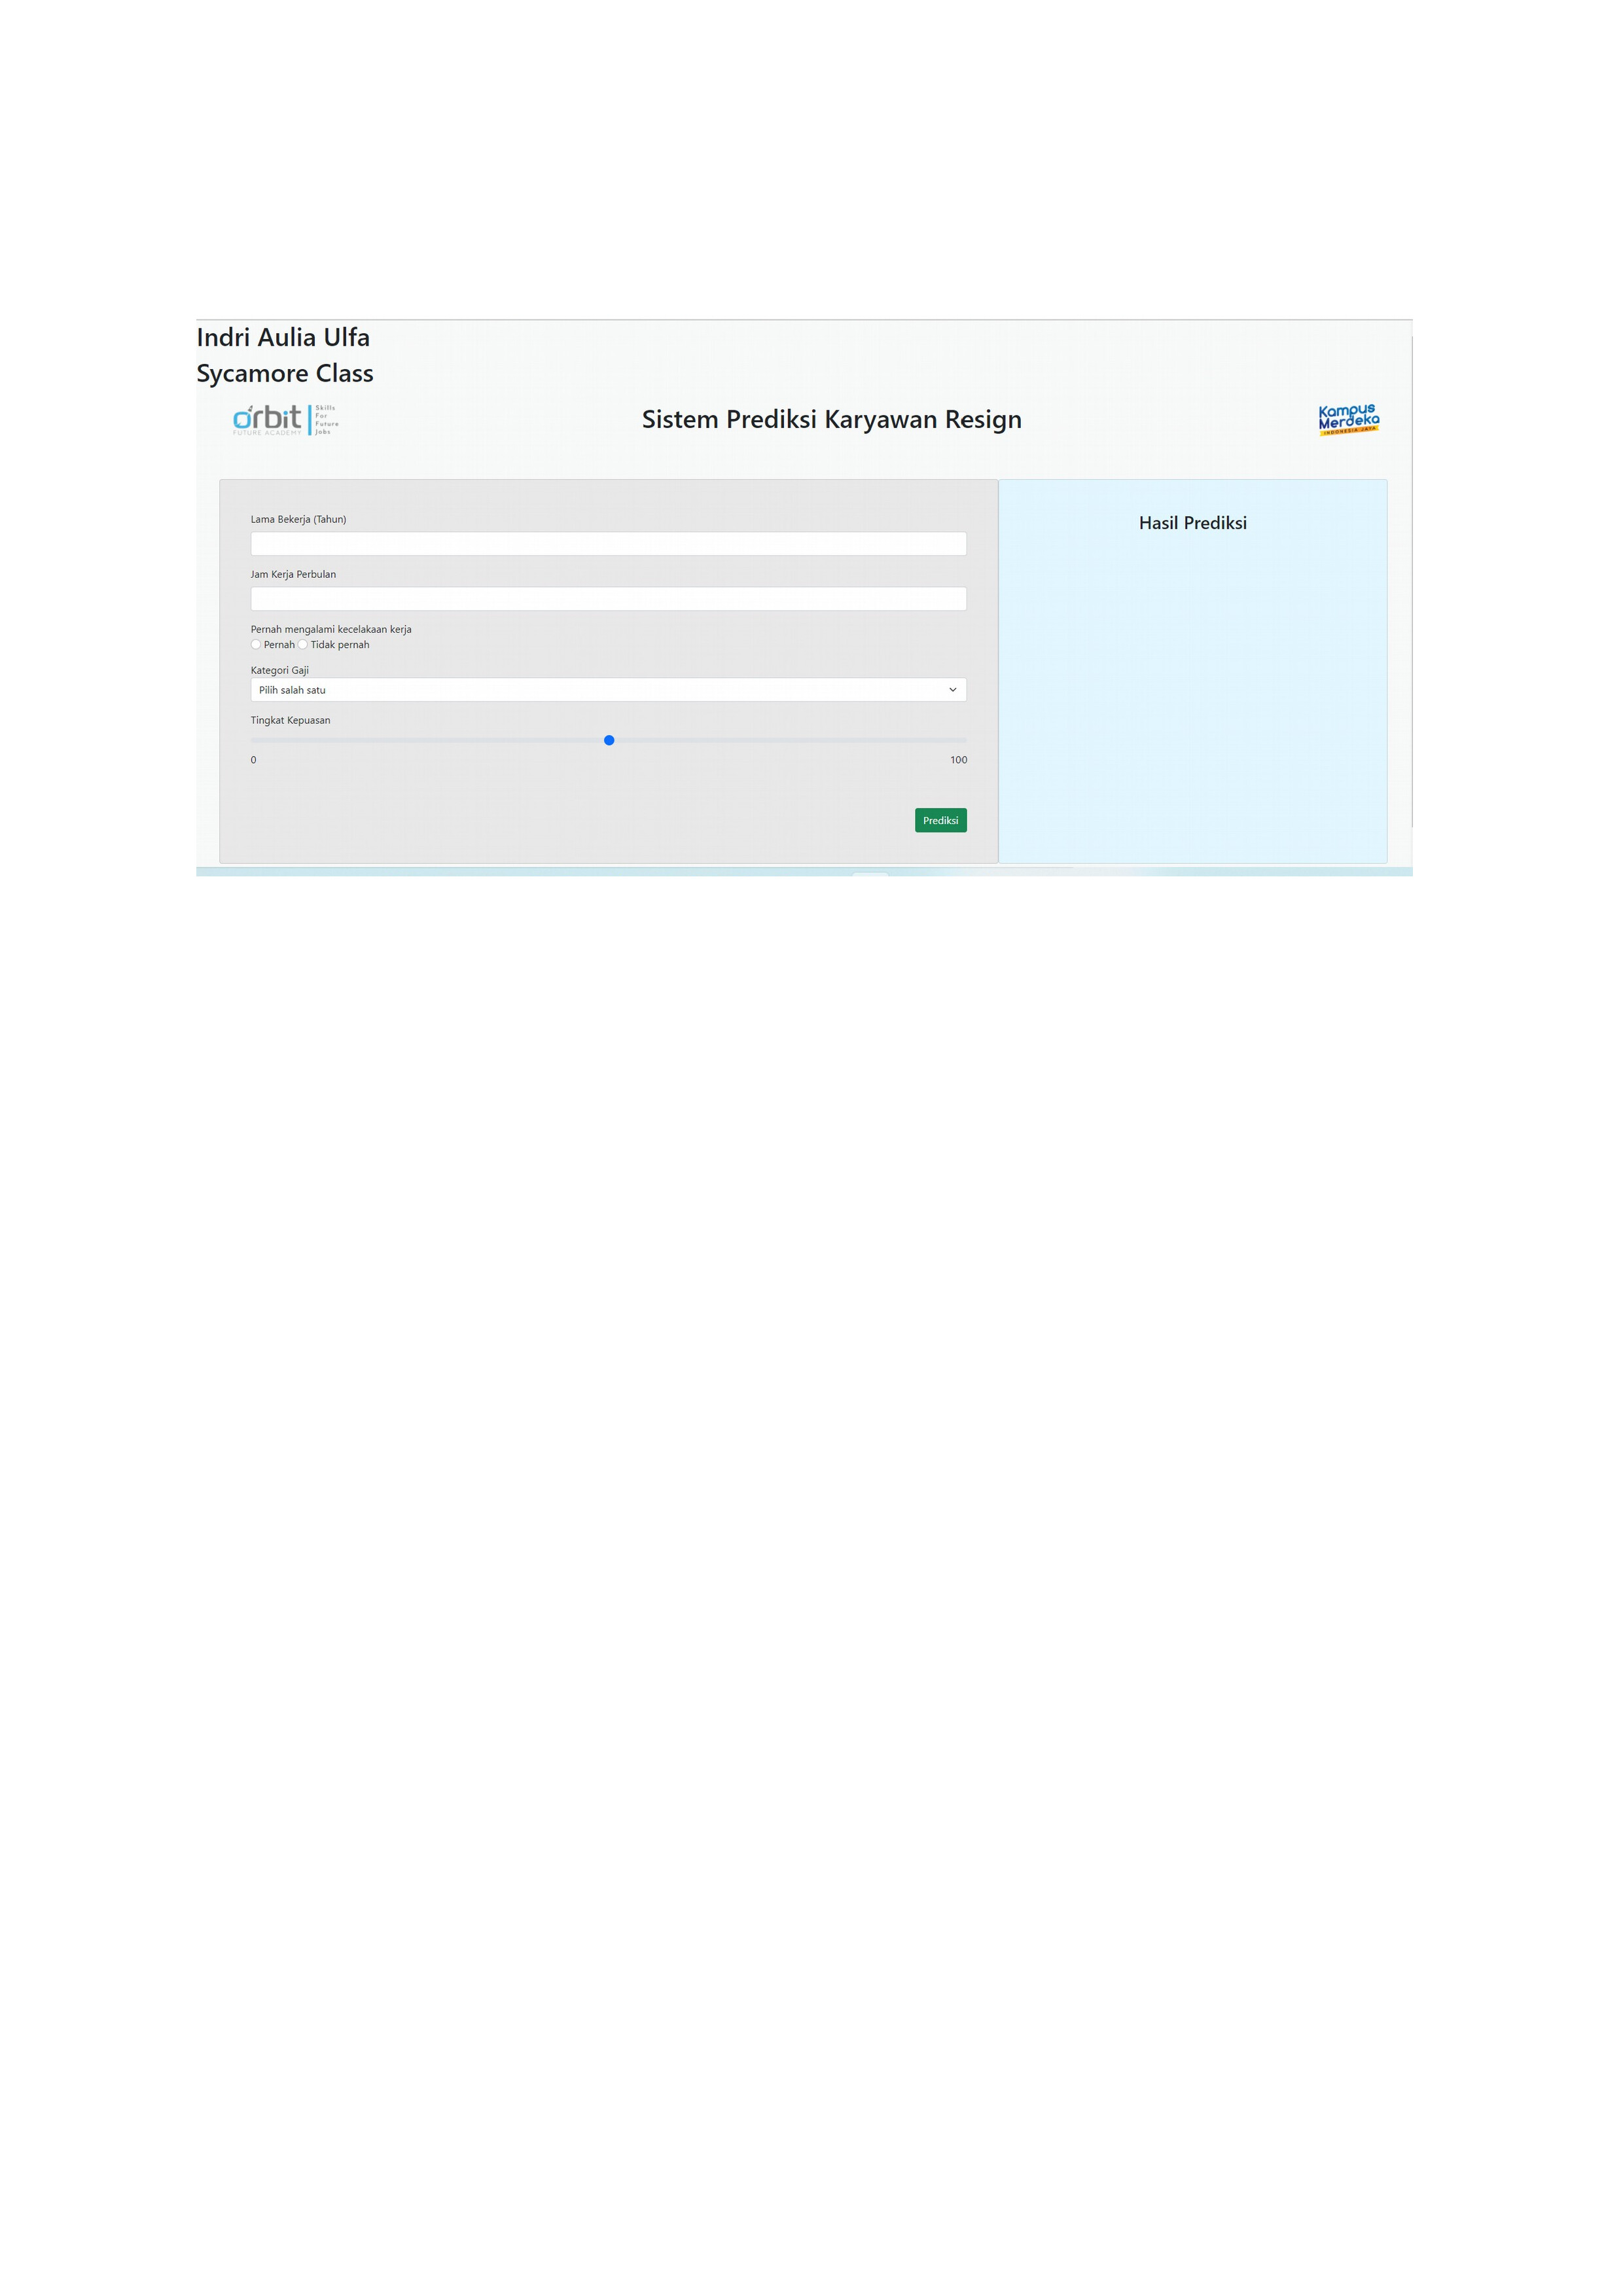 Indri Aulia Ulfa
Sycamore Class
orbit
FUTURE ACADEMY
Skills
For
Future
Jobs
Sistem Prediksi Karyawan Resign
Kampus
Merdeka
INDONESIA JAYA
Lama Bekerja (Tahun)
Jam Kerja Perbulan
Pernah mengalami kecelakaan kerja
Pernah Tidak pernah
Kategori Gaji
Pilih salah satu
Tingkat Kepuasan
0 100
Prediksi
Hasil Prediksi